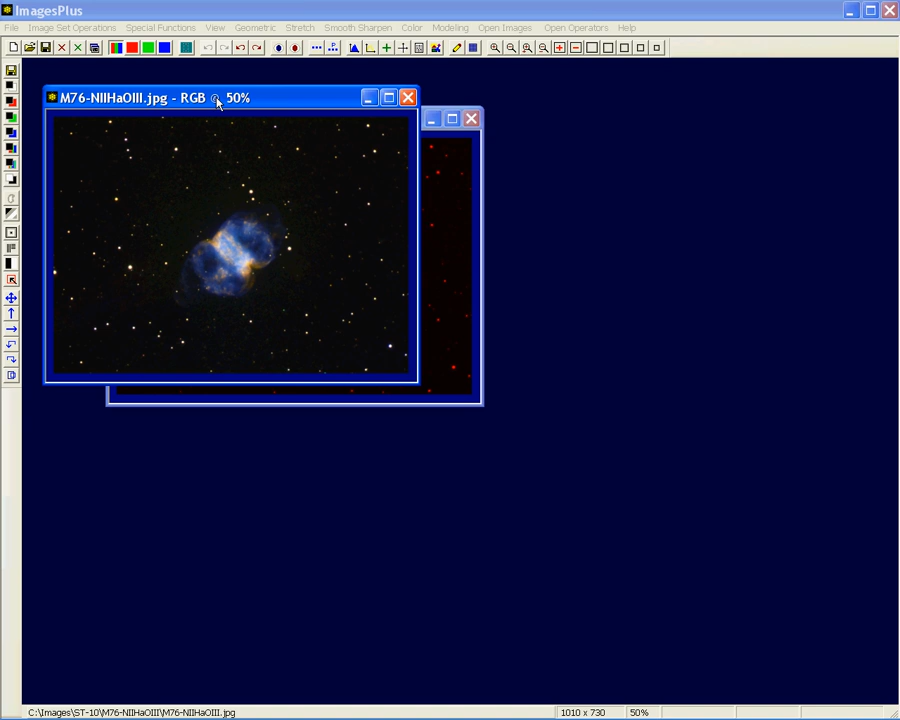 ImagesPlus
File Image Set Operations Special Functions View Geometric Stretch Smooth Sharpen Color Modeling Open Images Open Operators Help
M76-NIIHaOIII.jpg - RGB @ 50%
C:\Images\ST-10\M76-NIIHaOIII\M76-NIIHaOIII.jpg 1010 x 730 50%